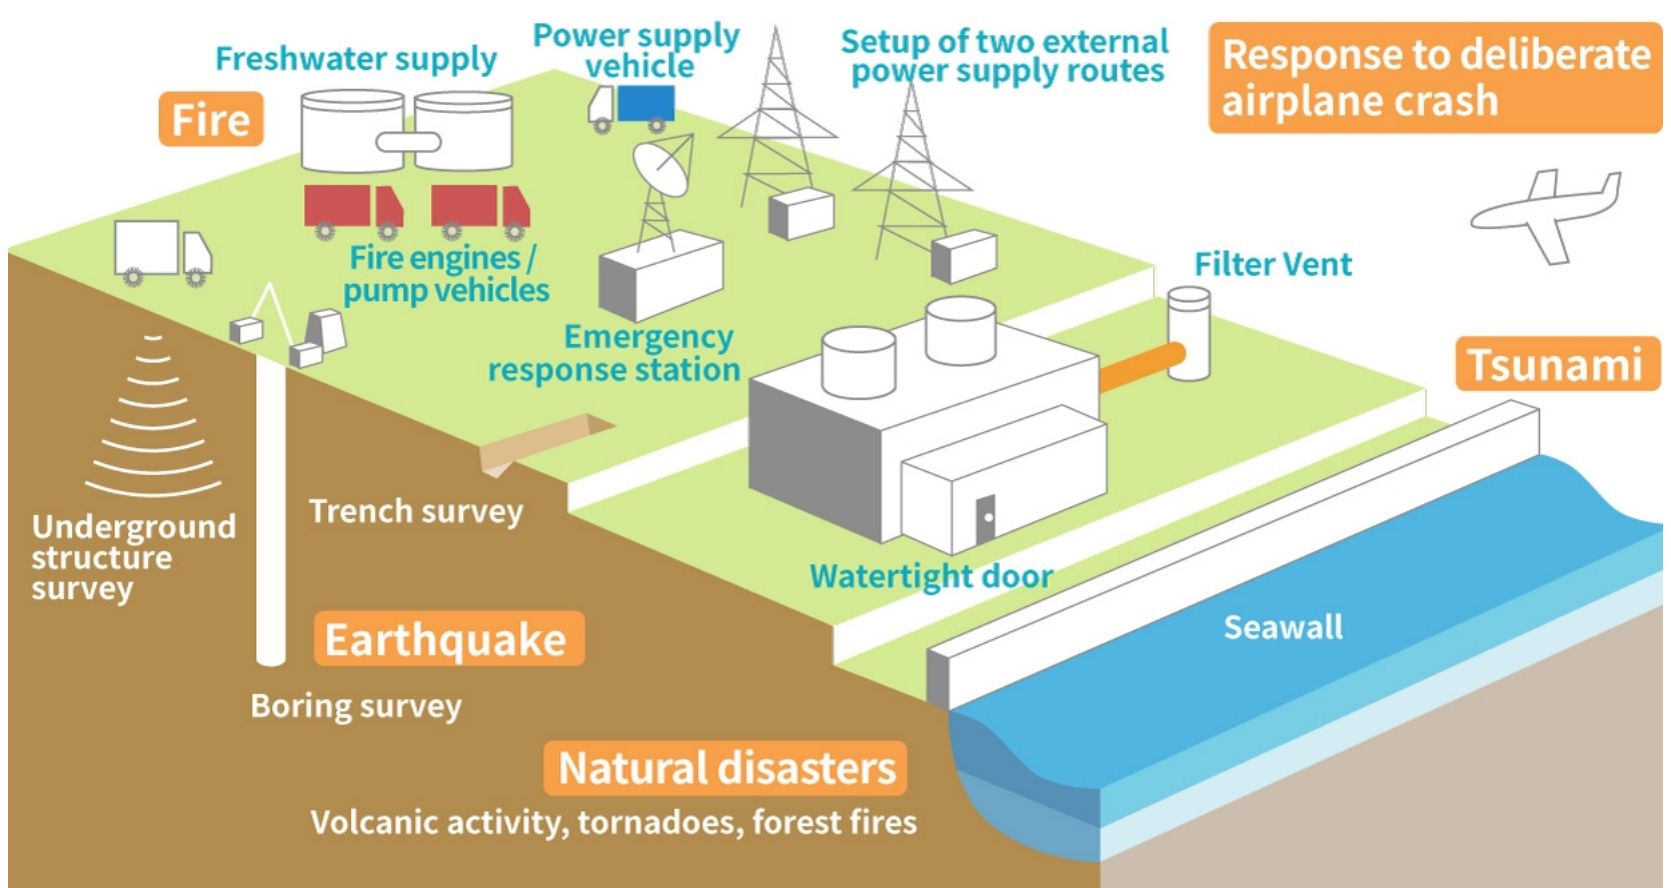 Freshwater supply
Power supply
vehicle
Setup of two external
power supply routes
Response to deliberate
airplane crash
Fire
Fire engines /
pump vehicles
Filter Vent
Emergency
response station
Tsunami
Trench survey
Underground
structure
survey
Watertight door
Seawall
Earthquake
Boring survey
Natural disasters
Volcanic activity, tornadoes, forest fires